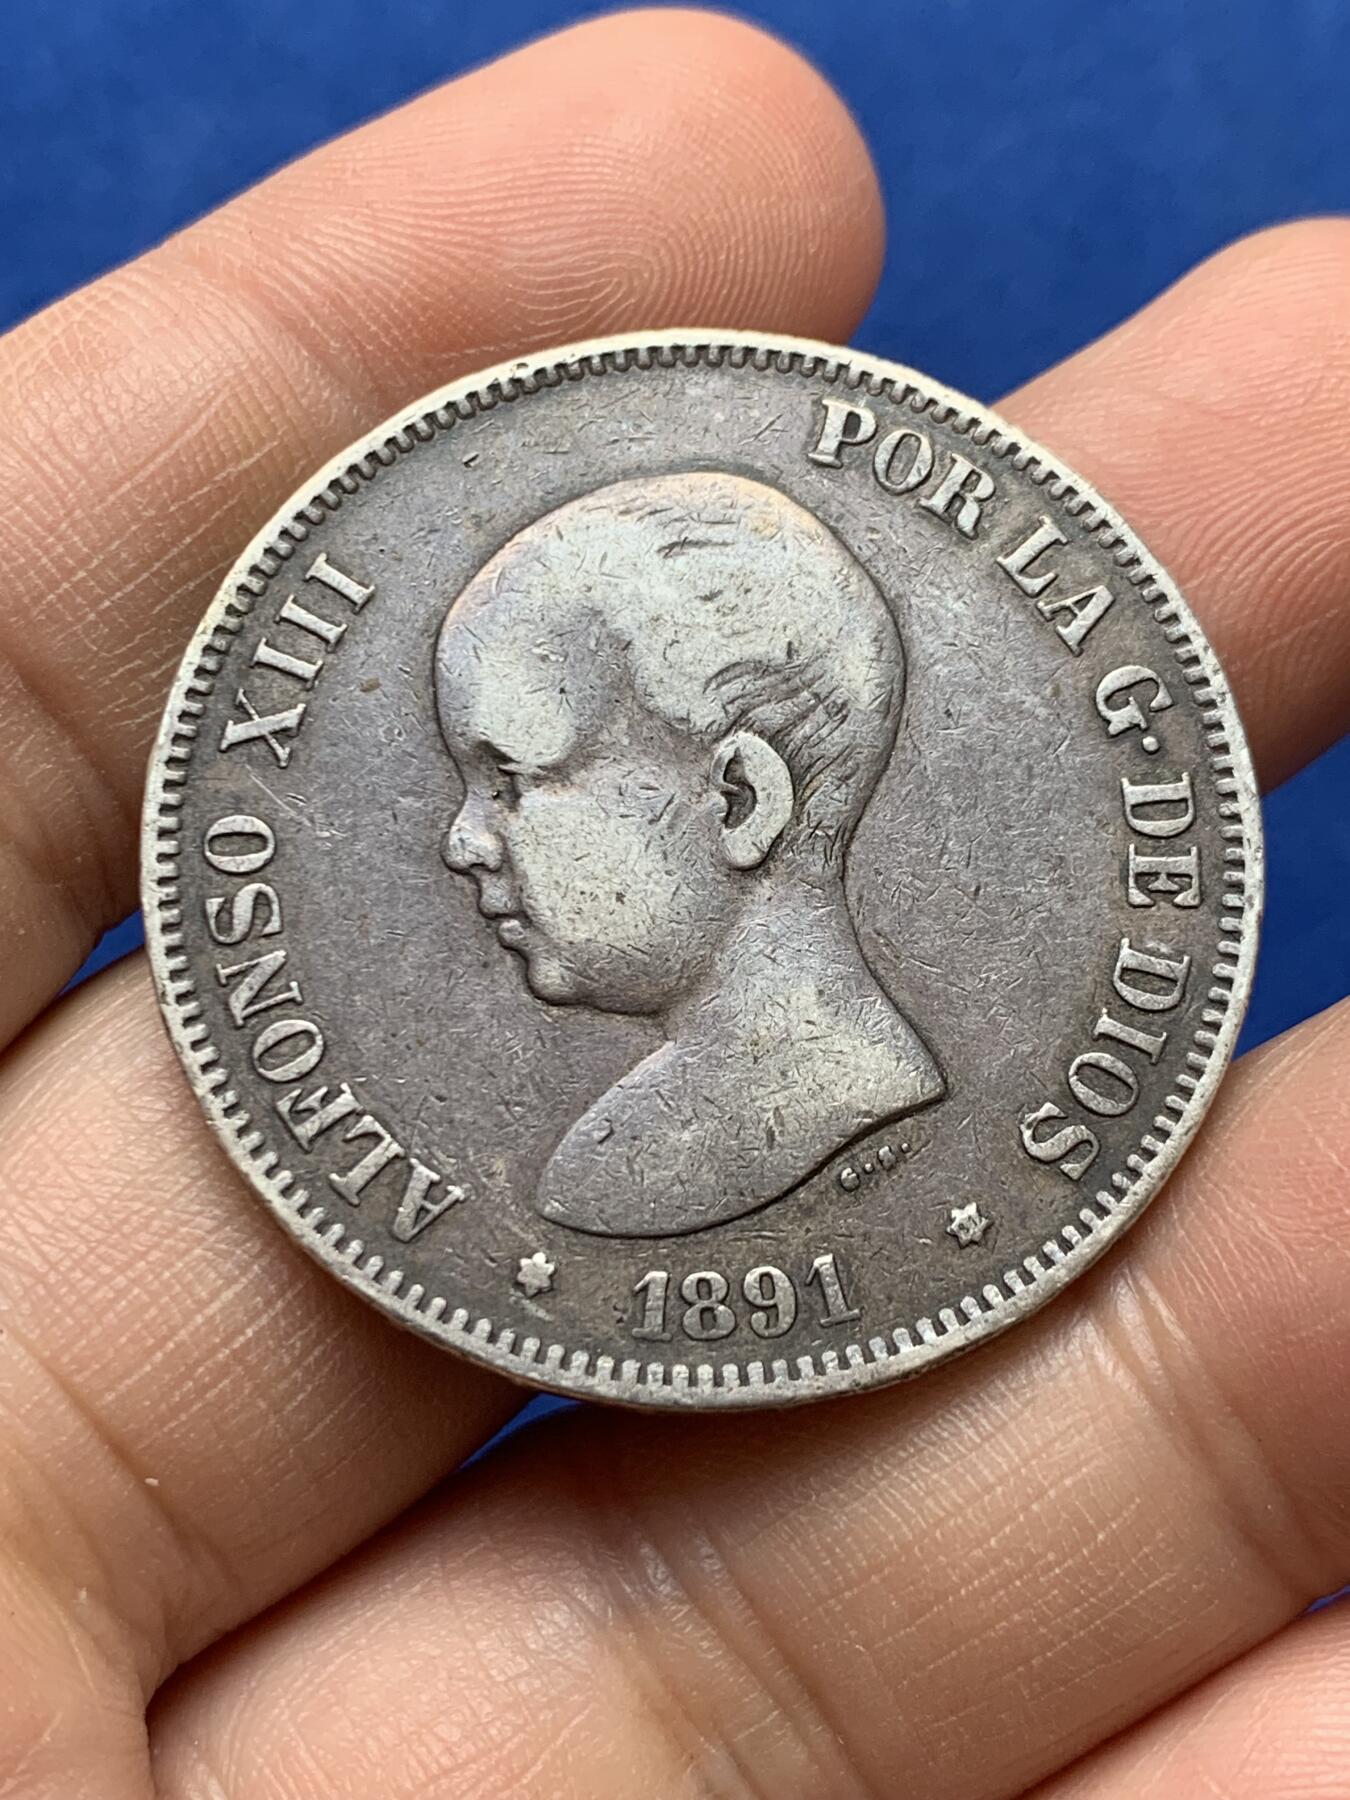 ALFONSO XIII POR LA G. DE DIOS
G.S.
1891